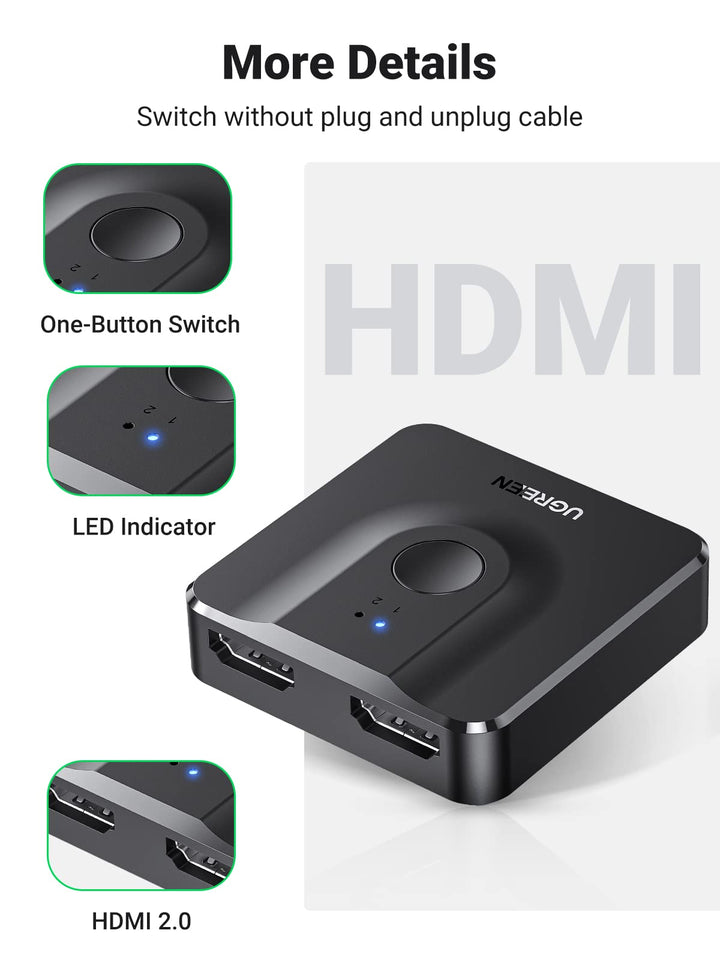 More Details
Switch without plug and unplug cable
1 2
One-Button Switch
HDMI
1 2
LED Indicator
UGREEN
1 2
HDMI 2.0